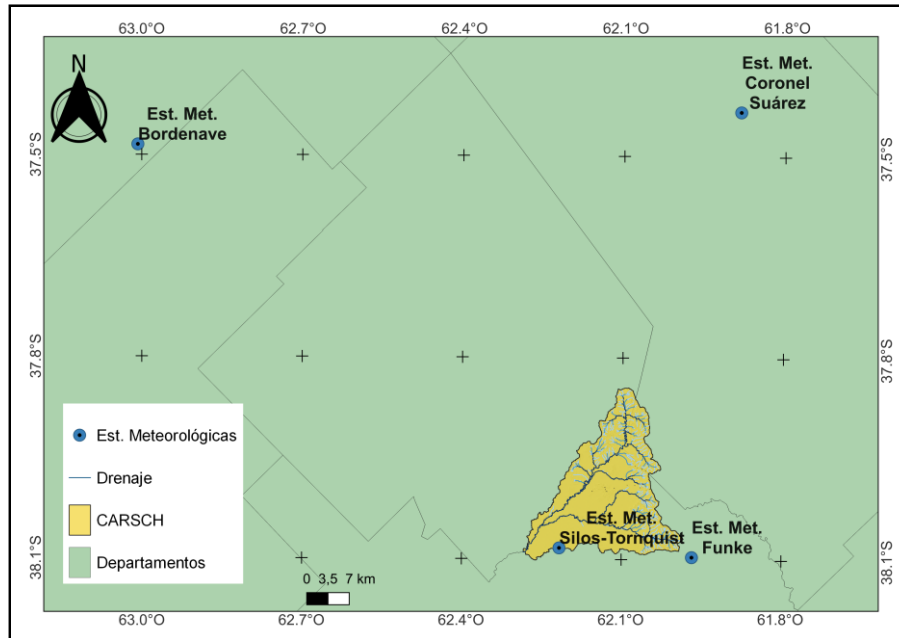 63.0°O 62.7°O 62.4°O 62.1°O 61.8°O
N
Est. Met.
Bordenave
Est. Met.
Coronel
Suárez
37.5°S 37.5°S
37.8°S 37.8°S
Est. Meteorológicas
Drenaje
CARSCH
Departamentos
Est. Met.
Silos-Tornquist
Est. Met.
Funke
38.1°S 38.1°S
0 3,5 7 km
63.0°O 62.7°O 62.4°O 62.1°O 61.8°O